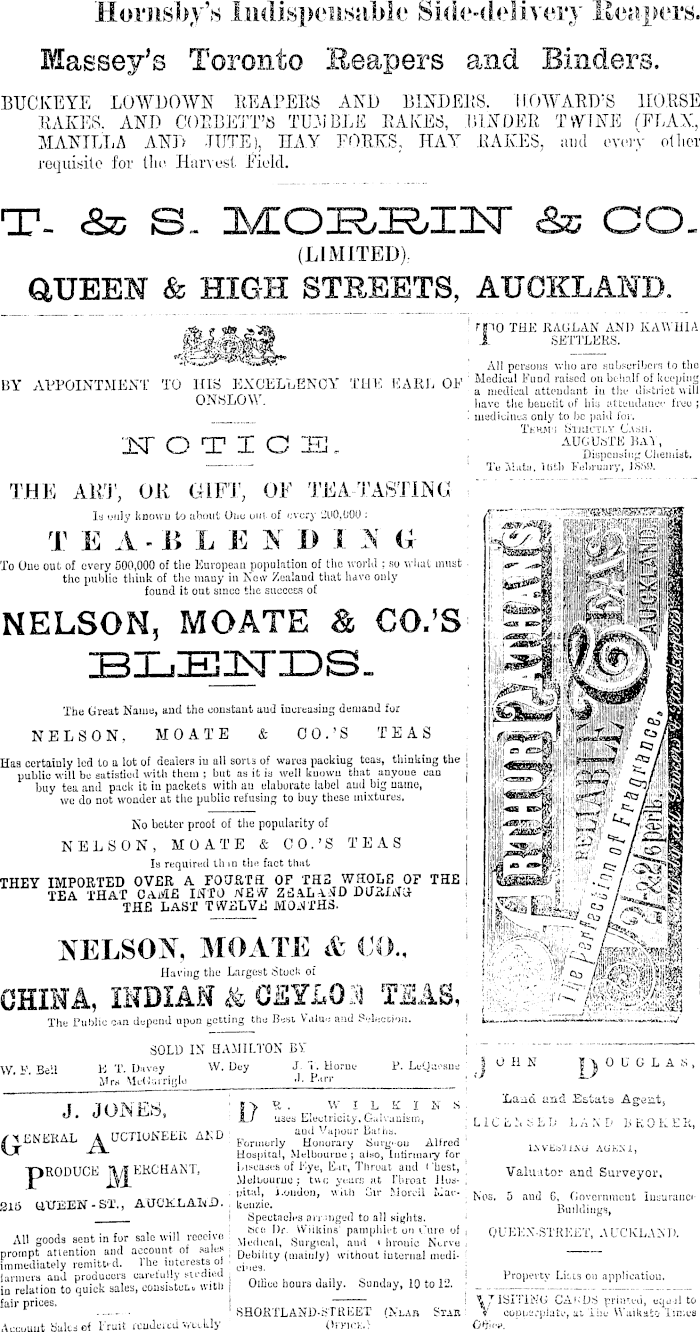 Hornsby's Indispensable Side-delivery Reapers.
Massey's Toronto Reapers and Binders.
BUCKEYE LOWDOWN REAPERS AND BINDERS. HOWARD'S HORSE
RAKES. AND CORBETT'S TUMBLE RAKES, BINDER TWINE (FLAX,
MANILLA AND JUTE), HAY FORKS, HAY RAKES, and every other
requisite for the Harvest Field.
T. & S. MORRIN & CO.
(LIMITED).
QUEEN & HIGH STREETS, AUCKLAND.
BY APPOINTMENT TO HIS EXCELLENCY THE EARL OF
ONSLOW.
NOTICE.
THE ART, OR GIFT, OF TEA-TASTING
Is only known to about One out of every 200,000;
TEA-BLENDING
To One out of every 500,000 of the European population of the world; so what must
the public think of the many in New Zealand that have only
found it out since the success of
NELSON, MOATE & CO.'S
BLENDS.
The Great Name, and the constant and increasing demand for
NELSON, MOATE & CO.'S TEAS
Has certainly led to a lot of dealers in all sorts of wares packing teas, thinking the
public will be satisfied with them; but as it is well known that anyone can
buy tea and pack it in packets with an elaborate label and big name,
we do not wonder at the public refusing to buy these mixtures.
No better proof of the popularity of
NELSON, MOATE & CO.'S TEAS
Is required than the fact that
THEY IMPORTED OVER A FOURTH OF THE WHOLE OF THE
TEA THAT CAME INTO NEW ZEALAND DURING
THE LAST TWELVE MONTHS.
NELSON, MOATE & CO.,
Having the Largest Stock of
CHINA, INDIAN & CEYLON TEAS,
The Public can depend upon getting the Best Value and Selection.
SOLD IN HAMILTON BY
W. F. Bell E T. Davey W. Dey J. T. Horne P. LeQuesne
Mrs McGarrigle J. Parr
TO THE RAGLAN AND KAWHIA
SETTLERS.
All persons who are subscribers to the
Medical Fund raised on behalf of keeping
a medical attendant in the district will
have the benefit of his attendance free;
medicines only to be paid for.
TERMS STRICTLY CASH.
AUGUSTE BAY,
Dispensing Chemist.
Te Mata, 16th February, 1889.
ARTHUR
RELIABLE TEAS
AUCKLAND
The Perfection of Fragrance.
2/- & 2/6 per lb.
J. JONES,
GENERAL AUCTIONEER AND
PRODUCE MERCHANT,
215 QUEEN-ST., AUCKLAND.
All goods sent in for sale will receive
prompt attention and account of sales
immediately remitted. The interests of
farmers and producers carefully studied
in relation to quick sales, consistent with
fair prices.
Account Sales of Fruit rendered weekly
DR. WILKINS
uses Electricity, Galvanism,
and Vapour Baths.
Formerly Honorary Surgeon Alfred
Hospital, Melbourne; also, Infirmary for
Diseases of Eye, Ear, Throat and Chest,
Melbourne; two years at Throat Hos-
pital, London, with Sir Morell Mac-
kenzie.
Spectacles arranged to all sights.
See Dr. Wilkins' pamphlet on Cure of
Medical, Surgical, and Chronic Nerve
Debility (mainly) without internal medi-
cines.
Office hours daily. Sunday, 10 to 12.
SHORTLAND-STREET (NEAR STAR
OFFICE.)
JOHN DOUGLAS,
Land and Estate Agent,
LICENSED LAND BROKER,
INVESTING AGENT,
Valuator and Surveyor,
Nos. 5 and 6, Government Insurance
Buildings,
QUEEN-STREET, AUCKLAND.
Property Lists on application.
VISITING CARDS printed, equal to
copperplate, at The Waikato Times
Office.